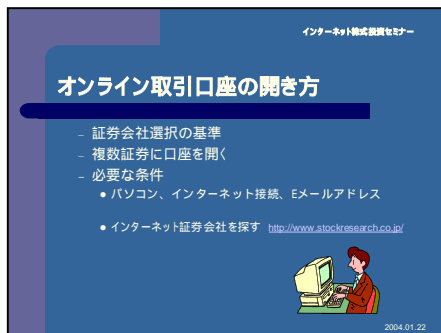 インターネット株式投資セミナー
オンライン取引口座の開き方
– 証券会社選択の基準
– 複数証券に口座を開く
– 必要な条件
• パソコン、インターネット接続、Eメールアドレス
• インターネット証券会社を探す http://www.stockresearch.co.jp/
2004.01.22